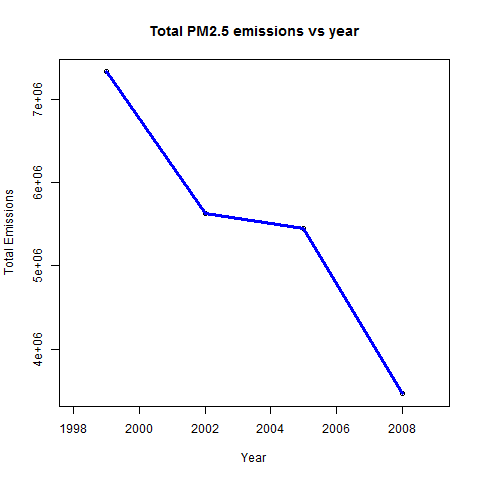 Total PM2.5 emissions vs year
7e+06
6e+06
5e+06
4e+06
Total Emissions
1998 2000 2002 2004 2006 2008
Year